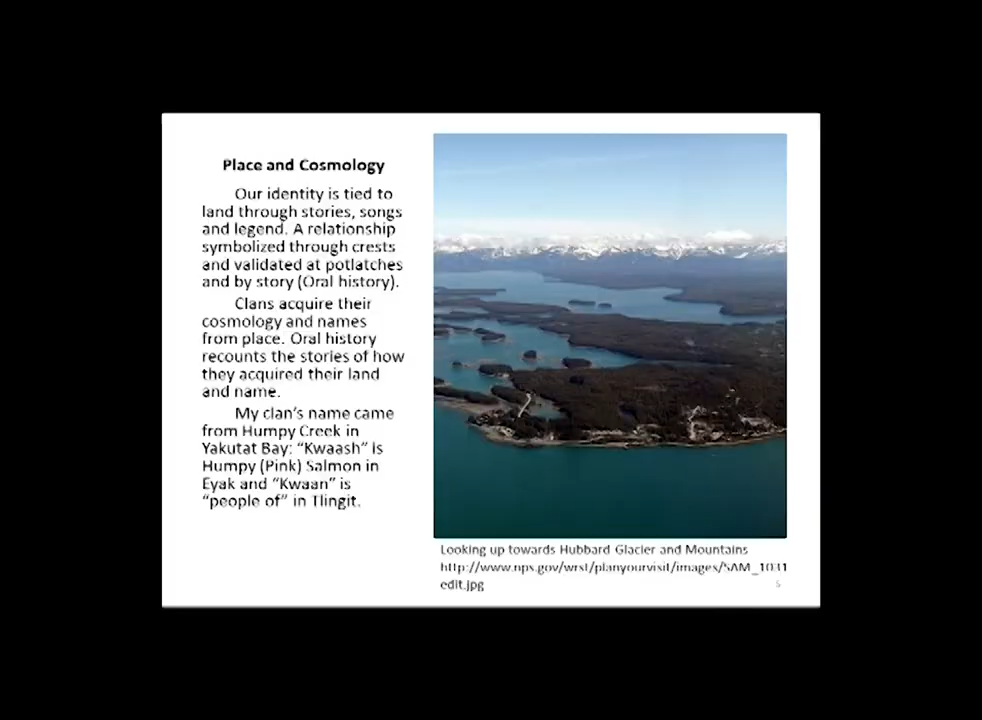 Place and Cosmology
Our identity is tied to
land through stories, songs
and legend. A relationship
symbolized through crests
and validated at potlatches
and by story (Oral history).
Clans acquire their
cosmology and names
from place. Oral history
recounts the stories of how
they acquired their land
and name.
My clan's name came
from Humpy Creek in
Yakutat Bay: “Kwaash” is
Humpy (Pink) Salmon in
Eyak and “Kwaan” is
“people of” in Tlingit.
Looking up towards Hubbard Glacier and Mountains
http://www.nps.gov/wrst/planyourvisit/images/SAM_1031
edit.jpg
5